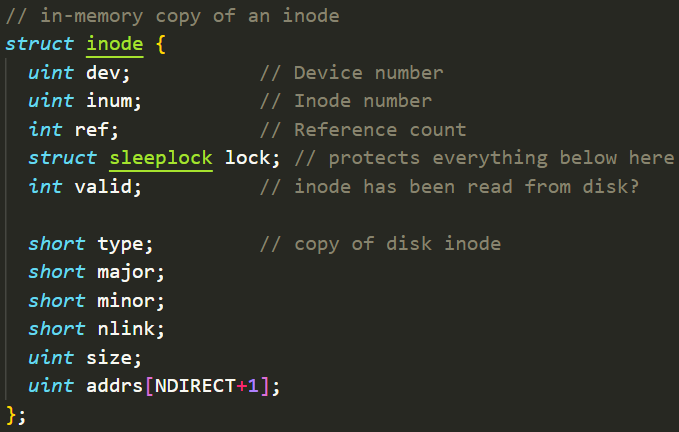 // in-memory copy of an inode
struct inode {
  uint dev;           // Device number
  uint inum;          // Inode number
  int ref;            // Reference count
  struct sleeplock lock; // protects everything below here
  int valid;          // inode has been read from disk?

  short type;         // copy of disk inode
  short major;
  short minor;
  short nlink;
  uint size;
  uint addrs[NDIRECT+1];
};